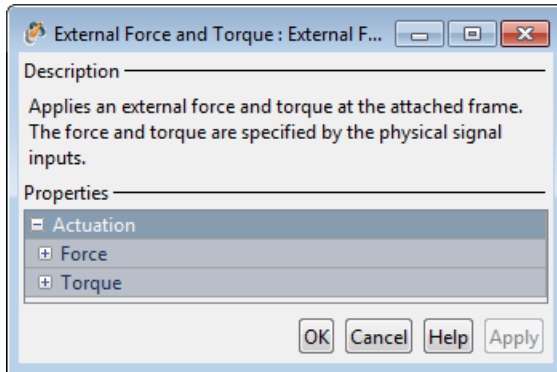 External Force and Torque : External F...
Description
Applies an external force and torque at the attached frame.
The force and torque are specified by the physical signal
inputs.
Properties
Actuation
Force
Torque
OK Cancel Help Apply